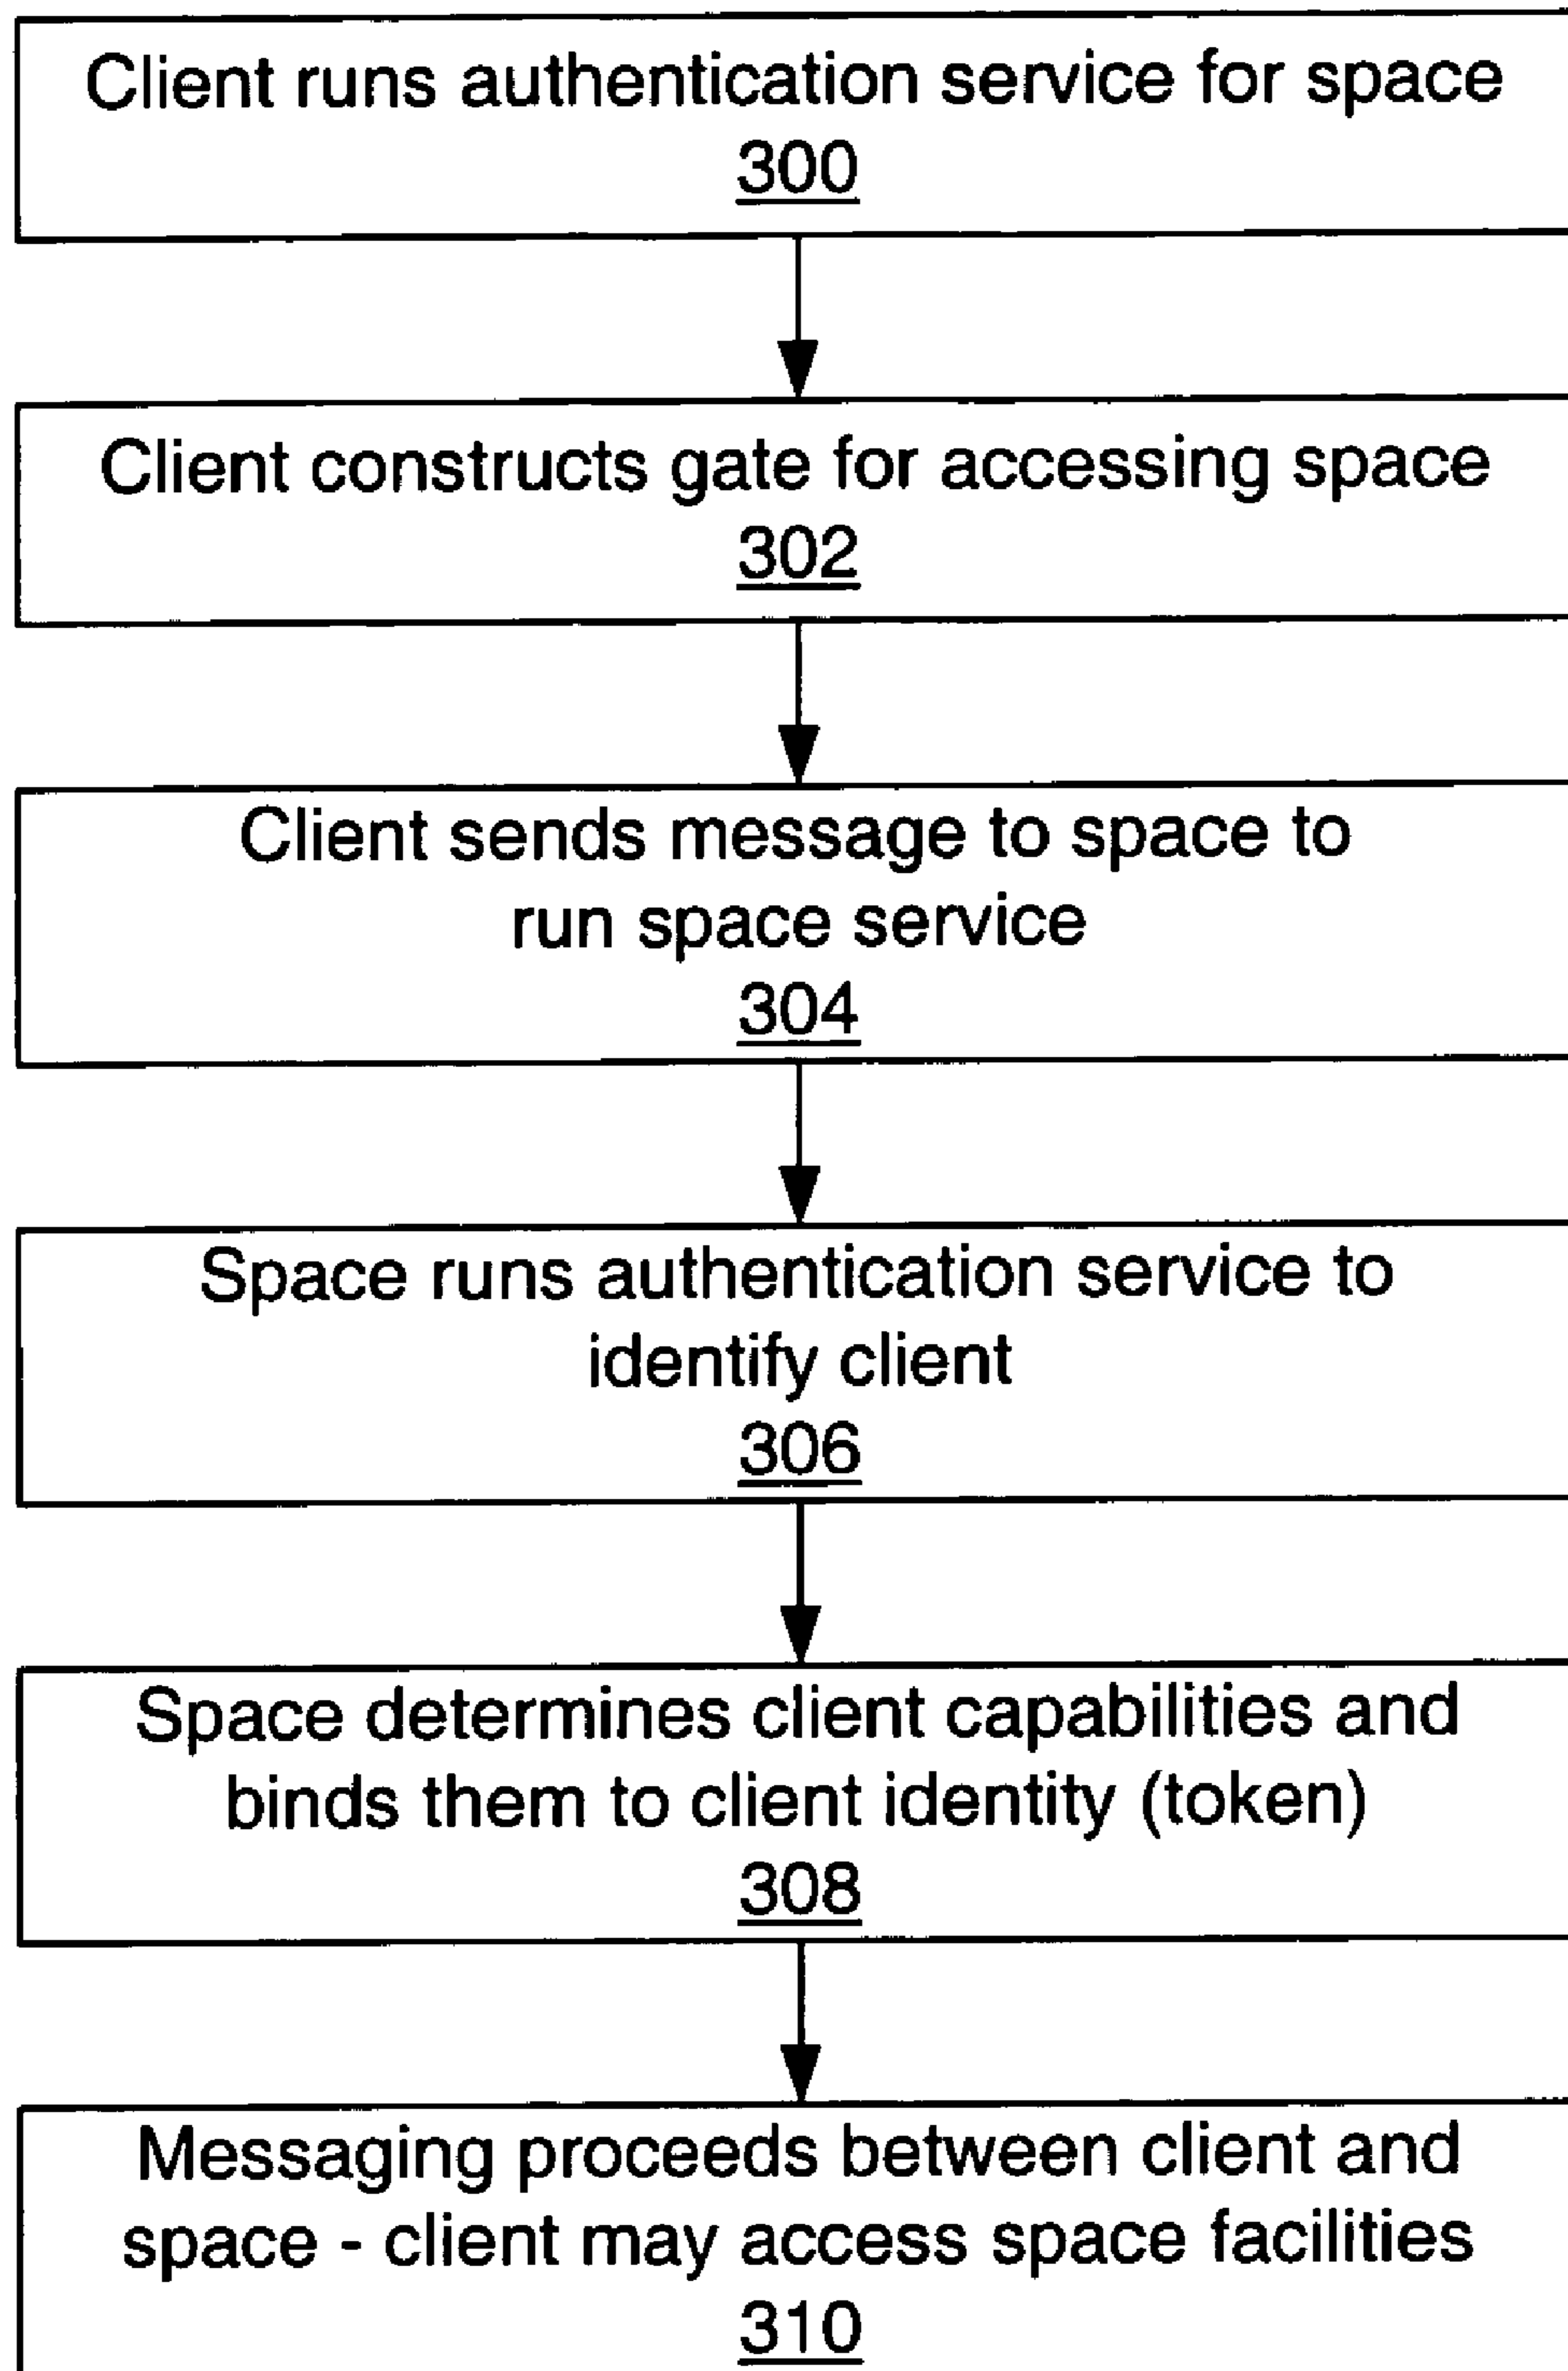 Client runs authentication service for space
300
Client constructs gate for accessing space
302
Client sends message to space to
run space service
304
Space runs authentication service to
identify client
306
Space determines client capabilities and
binds them to client identity (token)
308
Messaging proceeds between client and
space - client may access space facilities
310